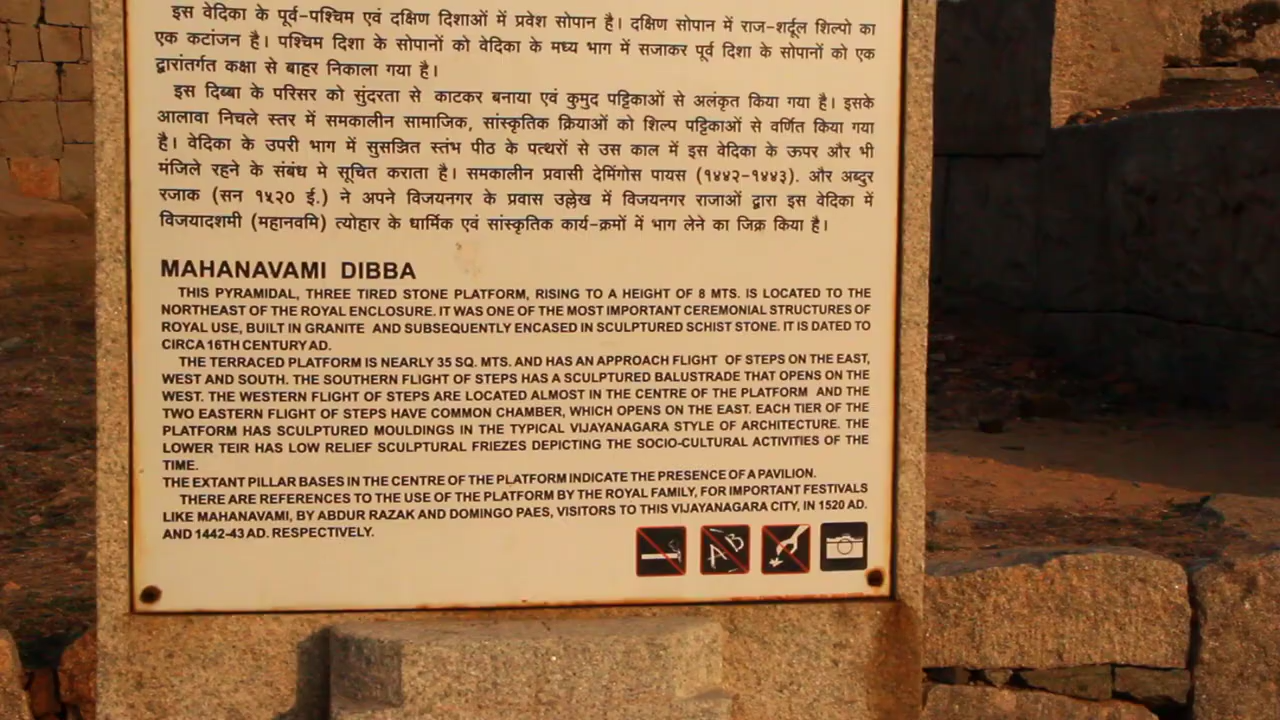 इस वेदिका के पूर्व-पश्चिम एवं दक्षिण दिशाओं में प्रवेश सोपान है। दक्षिण सोपान में राज-शर्दूल शिल्पो का
एक कटांजन है। पश्चिम दिशा के सोपानों को वेदिका के मध्य भाग में सजाकर पूर्व दिशा के सोपानों को एक
द्वारांतर्गत कक्षा से बाहर निकाला गया है।
इस दिब्बा के परिसर को सुंदरता से काटकर बनाया एवं कुमुद पट्टिकाओं से अलंकृत किया गया है। इसके
आलावा निचले स्तर में समकालीन सामाजिक, सांस्कृतिक क्रियाओं को शिल्प पट्टिकाओं से वर्णित किया गया
है। वेदिका के उपरी भाग में सुसज्जित स्तंभ पीठ के पत्थरों से उस काल में इस वेदिका के ऊपर और भी
मंजिले रहने के संबंध मे सूचित कराता है। समकालीन प्रवासी देमिंगोस पायस (१४४२-१४४३). और अब्दुर
रजाक (सन १५२० ई.) ने अपने विजयनगर के प्रवास उल्लेख में विजयनगर राजाओं द्वारा इस वेदिका में
विजयादशमी (महानवमि) त्योहार के धार्मिक एवं सांस्कृतिक कार्य-क्रमों में भाग लेने का जिक्र किया है।
MAHANAVAMI DIBBA
THIS PYRAMIDAL, THREE TIRED STONE PLATFORM, RISING TO A HEIGHT OF 8 MTS. IS LOCATED TO THE
NORTHEAST OF THE ROYAL ENCLOSURE. IT WAS ONE OF THE MOST IMPORTANT CEREMONIAL STRUCTURES OF
ROYAL USE, BUILT IN GRANITE AND SUBSEQUENTLY ENCASED IN SCULPTURED SCHIST STONE. IT IS DATED TO
CIRCA 16TH CENTURY AD.
THE TERRACED PLATFORM IS NEARLY 35 SQ. MTS. AND HAS AN APPROACH FLIGHT OF STEPS ON THE EAST,
WEST AND SOUTH. THE SOUTHERN FLIGHT OF STEPS HAS A SCULPTURED BALUSTRADE THAT OPENS ON THE
WEST. THE WESTERN FLIGHT OF STEPS ARE LOCATED ALMOST IN THE CENTRE OF THE PLATFORM AND THE
TWO EASTERN FLIGHT OF STEPS HAVE COMMON CHAMBER, WHICH OPENS ON THE EAST. EACH TIER OF THE
PLATFORM HAS SCULPTURED MOULDINGS IN THE TYPICAL VIJAYANAGARA STYLE OF ARCHITECTURE. THE
LOWER TEIR HAS LOW RELIEF SCULPTURAL FRIEZES DEPICTING THE SOCIO-CULTURAL ACTIVITIES OF THE
TIME.
THE EXTANT PILLAR BASES IN THE CENTRE OF THE PLATFORM INDICATE THE PRESENCE OF A PAVILION.
THERE ARE REFERENCES TO THE USE OF THE PLATFORM BY THE ROYAL FAMILY, FOR IMPORTANT FESTIVALS
LIKE MAHANAVAMI, BY ABDUR RAZAK AND DOMINGO PAES, VISITORS TO THIS VIJAYANAGARA CITY, IN 1520 AD.
AND 1442-43 AD. RESPECTIVELY.
AB